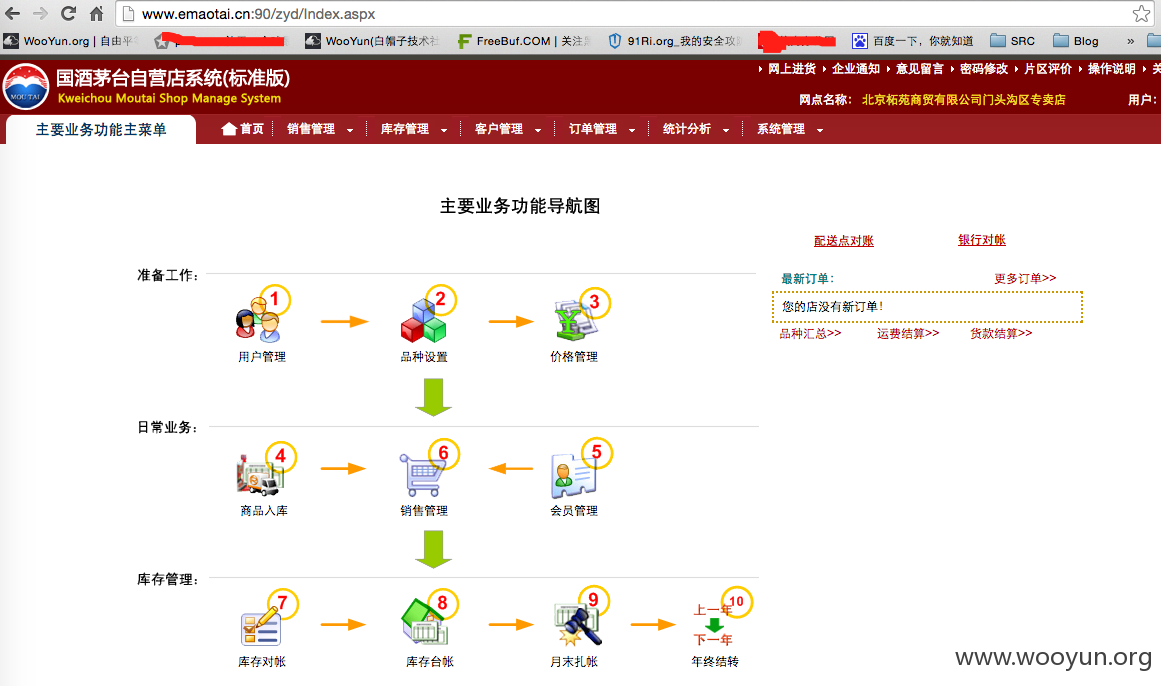 www.emaotai.cn:90/zyd/Index.aspx
WooYun.org | 自由平 WooYun(白帽子技术社 FreeBuf.COM | 关注 91Ri.org_我的安全攻 百度一下，你就知道 SRC Blog »
国酒茅台自营店系统(标准版)
Kweichou Moutai Shop Manage System
MOUTAI
网上进货 企业通知 意见留言 密码修改 片区评价 操作说明 关
网点名称： 北京柘苑商贸有限公司门头沟区专卖店 用户：
主要业务功能主菜单 首页 销售管理 库存管理 客户管理 订单管理 统计分析 系统管理
主要业务功能导航图
配送点对账 银行对帐
准备工作：
最新订单： 更多订单>>
1 2 3
您的店没有新订单！
品种汇总>> 运费结算>> 货款结算>>
用户管理 品种设置 价格管理
日常业务：
4 6 5
商品入库 销售管理 会员管理
库存管理：
7 8 9 10
上一年
下一年
库存对帐 库存台帐 月末扎帐 年终结转
www.wooyun.org